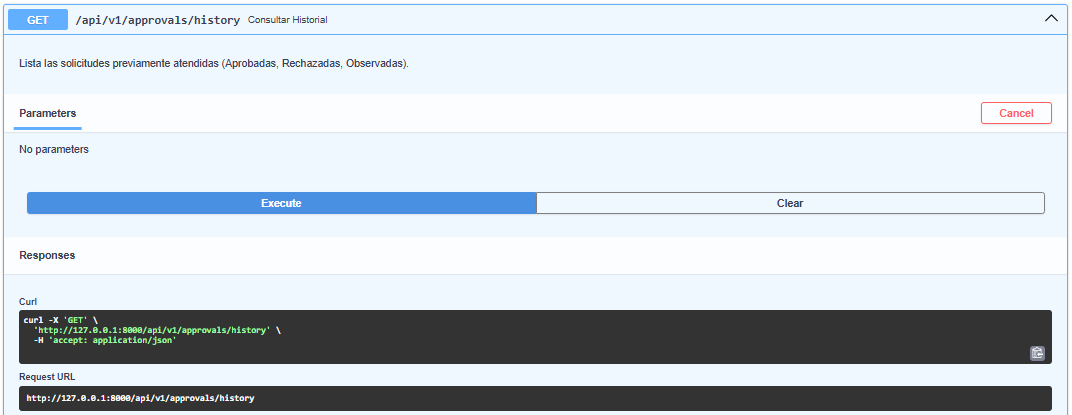 GET /api/v1/approvals/history Consultar Historial
Lista las solicitudes previamente atendidas (Aprobadas, Rechazadas, Observadas).
Parameters Cancel
No parameters
Execute Clear
Responses
Curl
curl -X 'GET' \
'http://127.0.0.1:8000/api/v1/approvals/history' \
-H 'accept: application/json'
Request URL
http://127.0.0.1:8000/api/v1/approvals/history